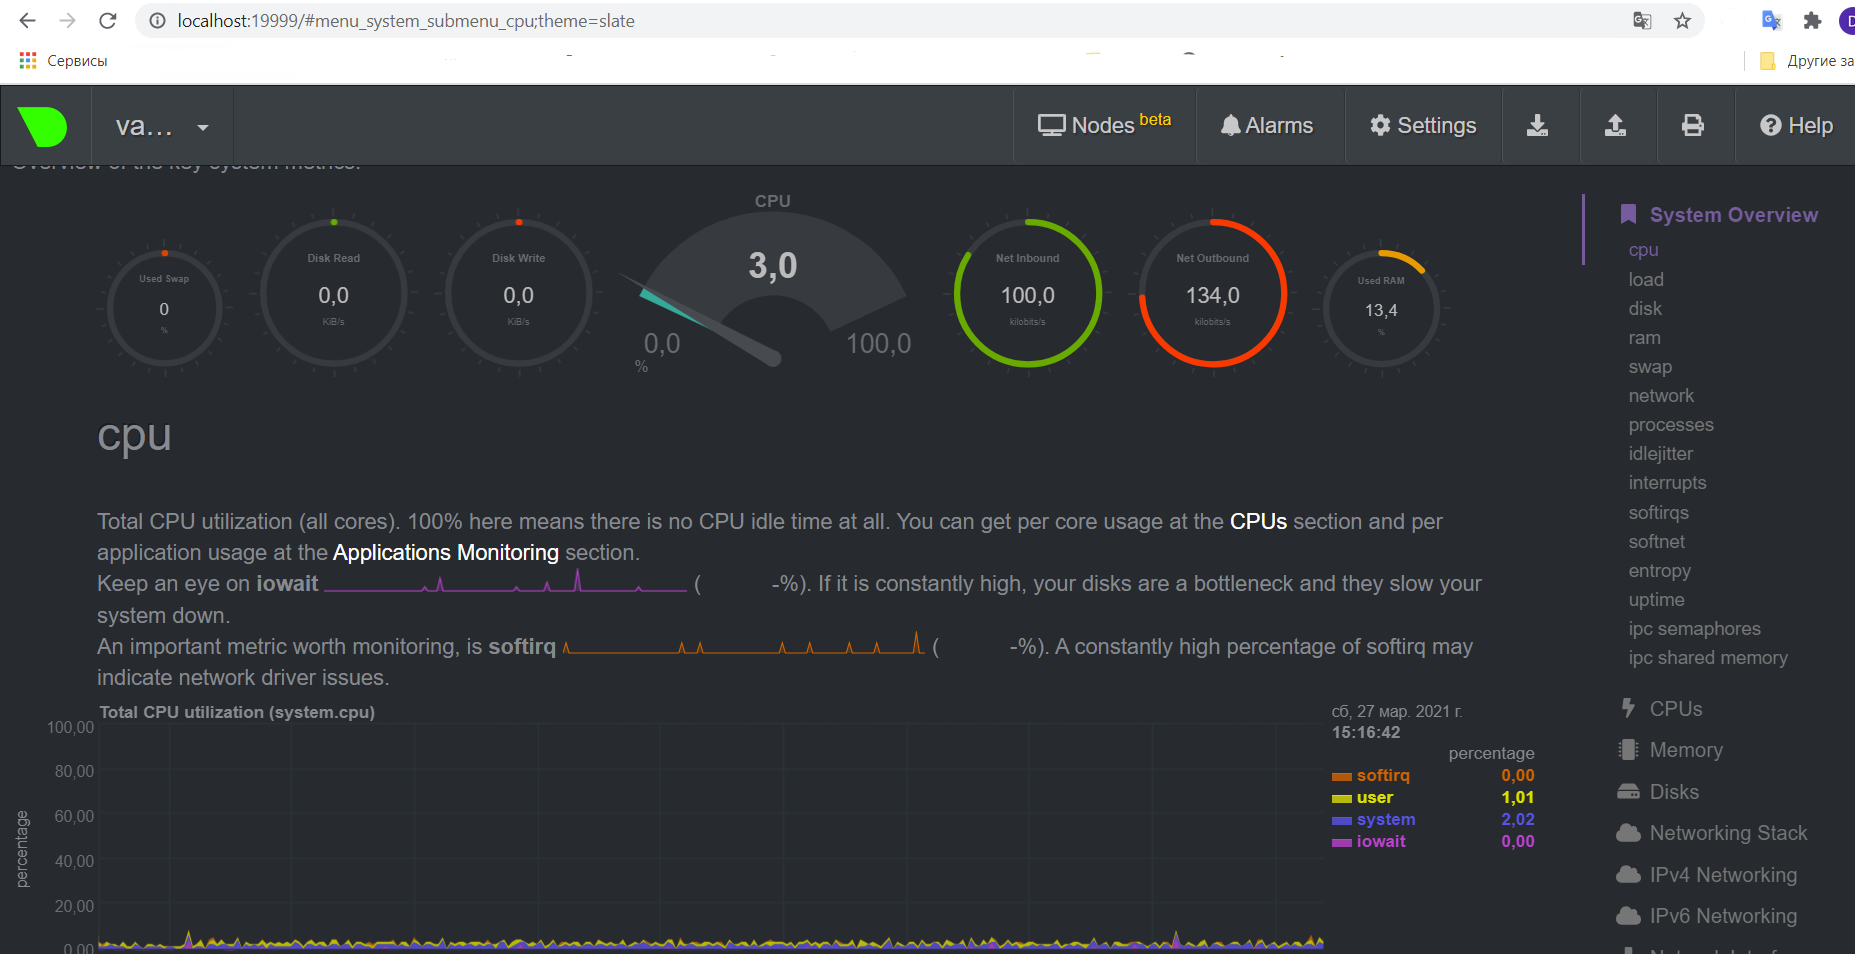 localhost:19999/#menu_system_submenu_cpu;theme=slate
Сервисы
Другие за
va...
Nodes beta
Alarms
Settings
Help
Overview of the key system metrics.
Used Swap
0
%
Disk Read
0,0
KiB/s
Disk Write
0,0
KiB/s
CPU
3,0
0,0
100,0
%
Net Inbound
100,0
kilobits/s
Net Outbound
134,0
kilobits/s
Used RAM
13,4
%
cpu
Total CPU utilization (all cores). 100% here means there is no CPU idle time at all. You can get per core usage at the CPUs section and per
application usage at the Applications Monitoring section.
Keep an eye on iowait ( -%). If it is constantly high, your disks are a bottleneck and they slow your
system down.
An important metric worth monitoring, is softirq ( -%). A constantly high percentage of softirq may
indicate network driver issues.
Total CPU utilization (system.cpu)
percentage
100,00
80,00
60,00
40,00
20,00
0,00
сб, 27 мар. 2021 г.
15:16:42
percentage
softirq 0,00
user 1,01
system 2,02
iowait 0,00
System Overview
cpu
load
disk
ram
swap
network
processes
idlejitter
interrupts
softirqs
softnet
entropy
uptime
ipc semaphores
ipc shared memory
CPUs
Memory
Disks
Networking Stack
IPv4 Networking
IPv6 Networking